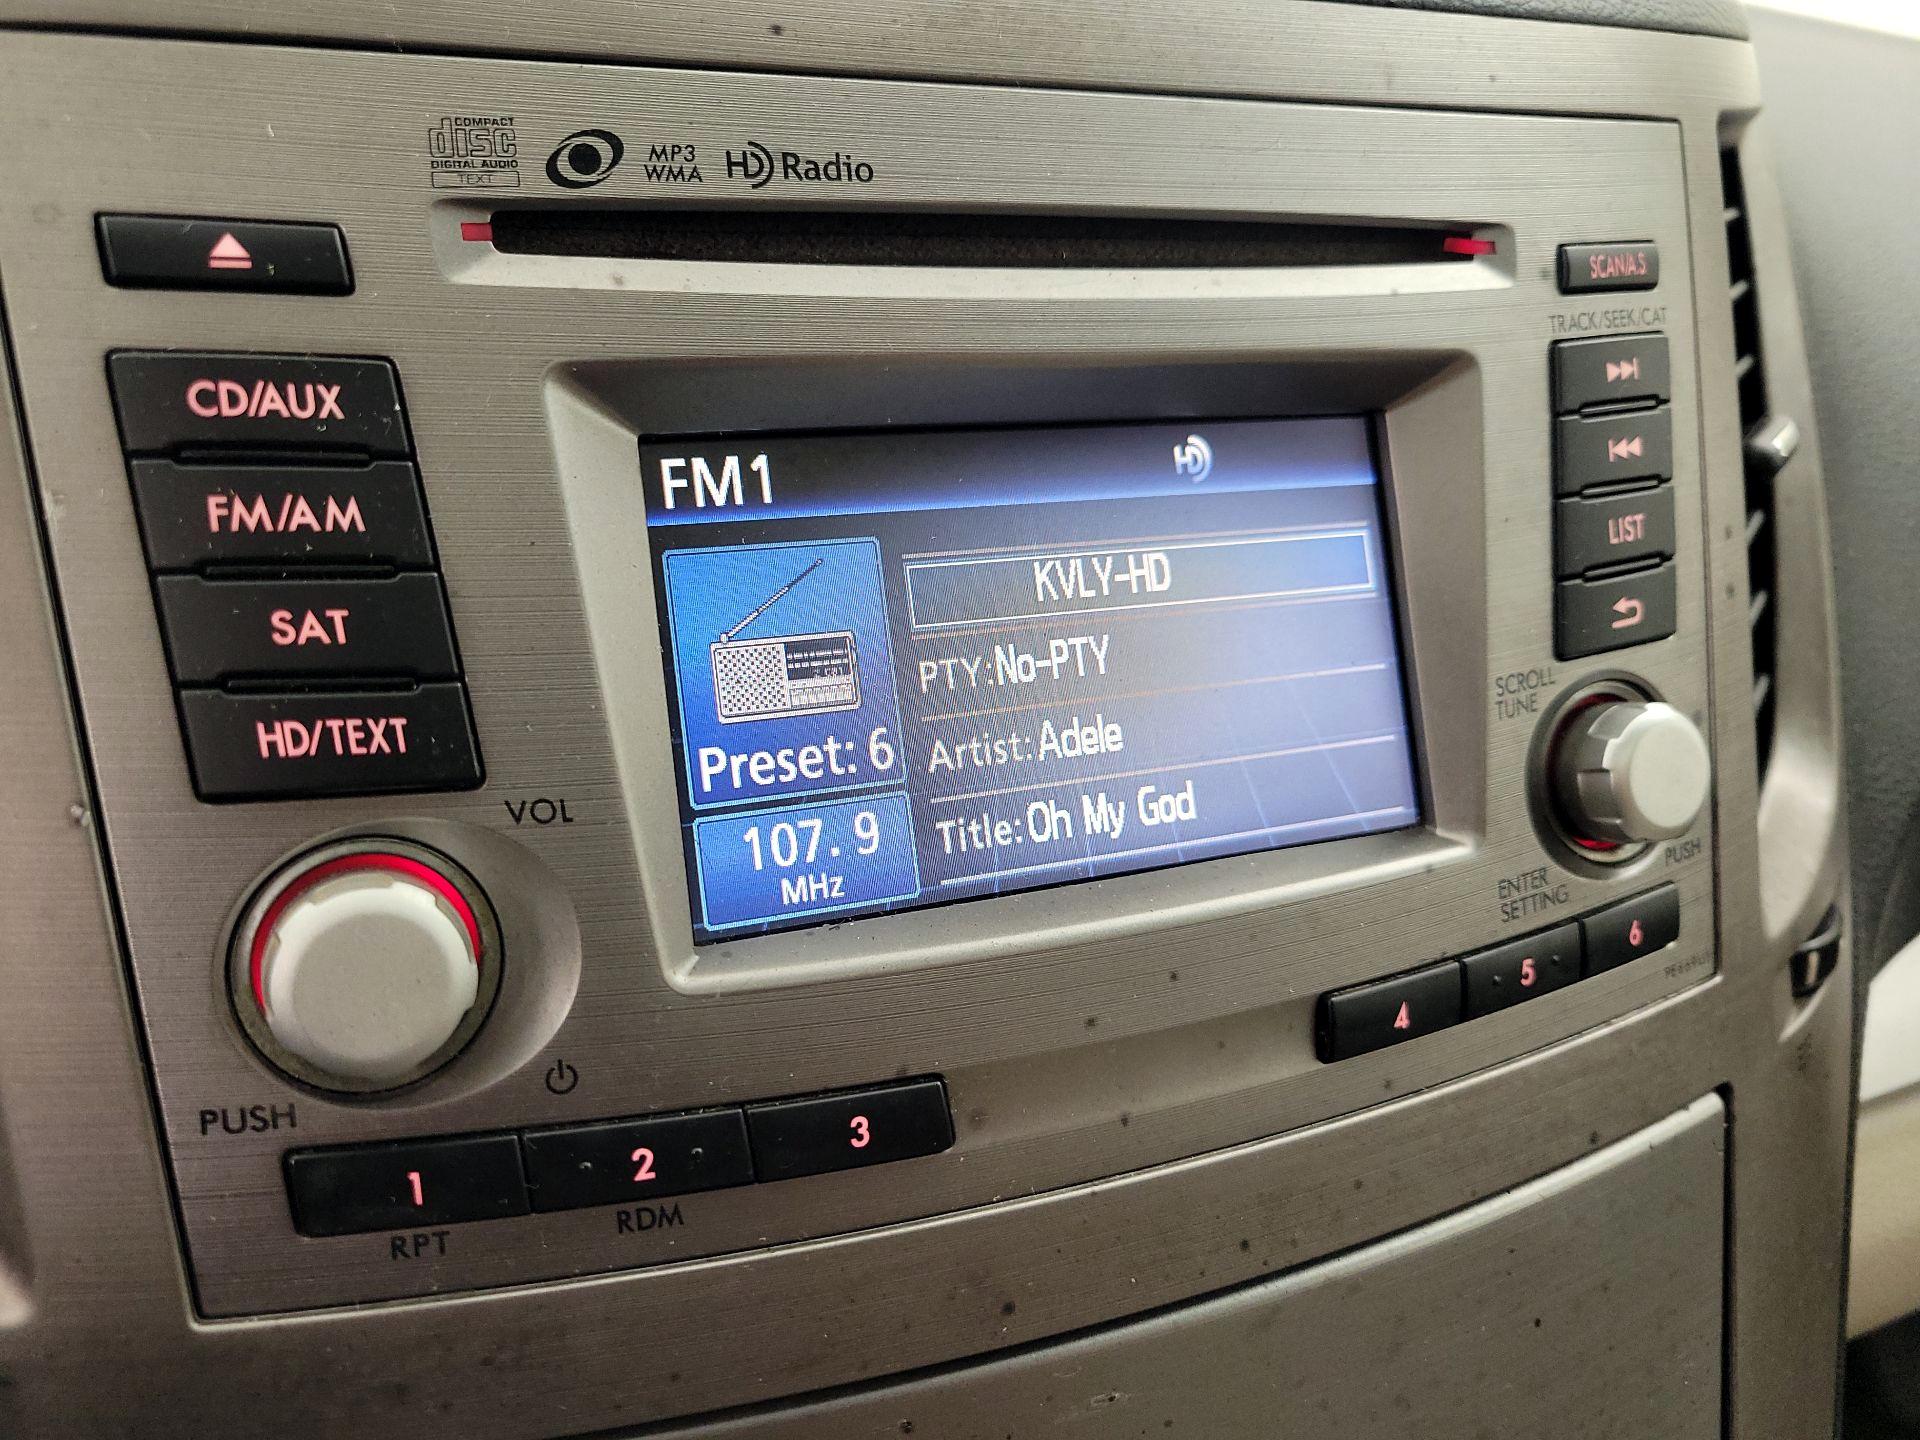 COMPACT
disc
DIGITAL AUDIO
TEXT
MP3
WMA
HD Radio
SCAN/A.S
TRACK/SEEK/CAT
CD/AUX
FM/AM
SAT
HD/TEXT
LIST
FM1
HD
KVLY-HD
PTY:No-PTY
Artist:Adele
Title:Oh My God
Preset: 6
107.9
MHz
SCROLL
TUNE
PUSH
ENTER
SETTING
VOL
PUSH
1
2
3
4
5
6
RPT
RDM